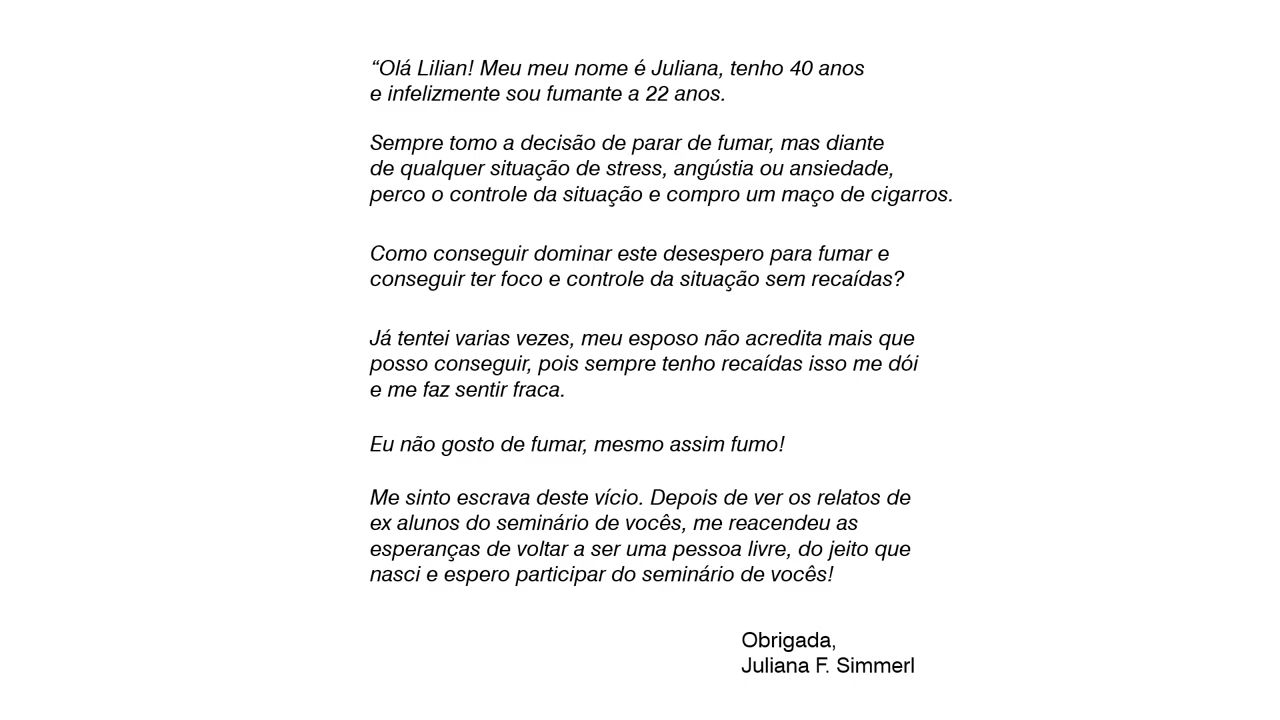 “Olá Lilian! Meu meu nome é Juliana, tenho 40 anos
e infelizmente sou fumante a 22 anos.
Sempre tomo a decisão de parar de fumar, mas diante
de qualquer situação de stress, angústia ou ansiedade,
perco o controle da situação e compro um maço de cigarros.
Como conseguir dominar este desespero para fumar e
conseguir ter foco e controle da situação sem recaídas?
Já tentei varias vezes, meu esposo não acredita mais que
posso conseguir, pois sempre tenho recaídas isso me dói
e me faz sentir fraca.
Eu não gosto de fumar, mesmo assim fumo!
Me sinto escrava deste vício. Depois de ver os relatos de
ex alunos do seminário de vocês, me reacendeu as
esperanças de voltar a ser uma pessoa livre, do jeito que
nasci e espero participar do seminário de vocês!
Obrigada,
Juliana F. Simmerl